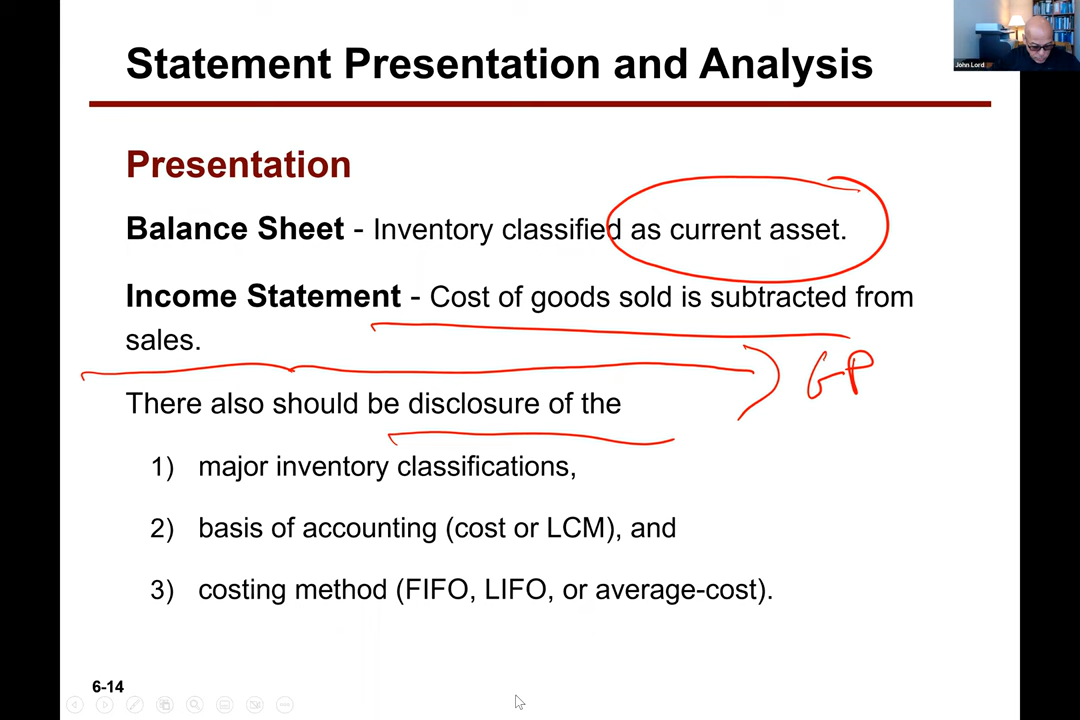 Statement Presentation and Analysis
John Lord
Presentation
Balance Sheet - Inventory classified as current asset.
Income Statement - Cost of goods sold is subtracted from
sales.
GP
There also should be disclosure of the
1) major inventory classifications,
2) basis of accounting (cost or LCM), and
3) costing method (FIFO, LIFO, or average-cost).
6-14